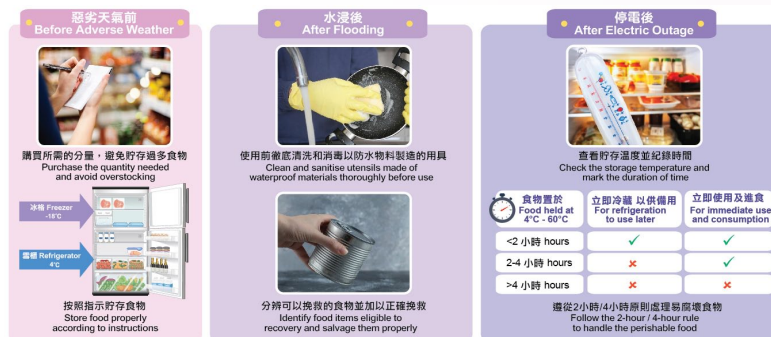 惡劣天氣前
Before Adverse Weather
購買所需的分量，避免貯存過多食物
Purchase the quantity needed
and avoid overstocking
冰格 Freezer
-18℃
雪櫃 Refrigerator
4℃
按照指示貯存食物
Store food properly
according to instructions
水浸後
After Flooding
使用前徹底清洗和消毒以防水物料製造的用具
Clean and sanitise utensils made of
waterproof materials thoroughly before use
分辨可以挽救的食物並加以正確挽救
Identify food items eligible to
recovery and salvage them properly
停電後
After Electric Outage
查看貯存溫度並紀錄時間
Check the storage temperature and
mark the duration of time
食物置於
Food held at
4°C - 60°C
立即冷藏 以供備用
For refrigeration
to use later
立即使用及進食
For immediate use
and consumption
<2 小時 hours ✓ ✓
2-4 小時 hours ✗ ✓
>4 小時 hours ✗ ✗
遵從2小時/4小時原則處理易腐壞食物
Follow the 2-hour / 4-hour rule
to handle the perishable food